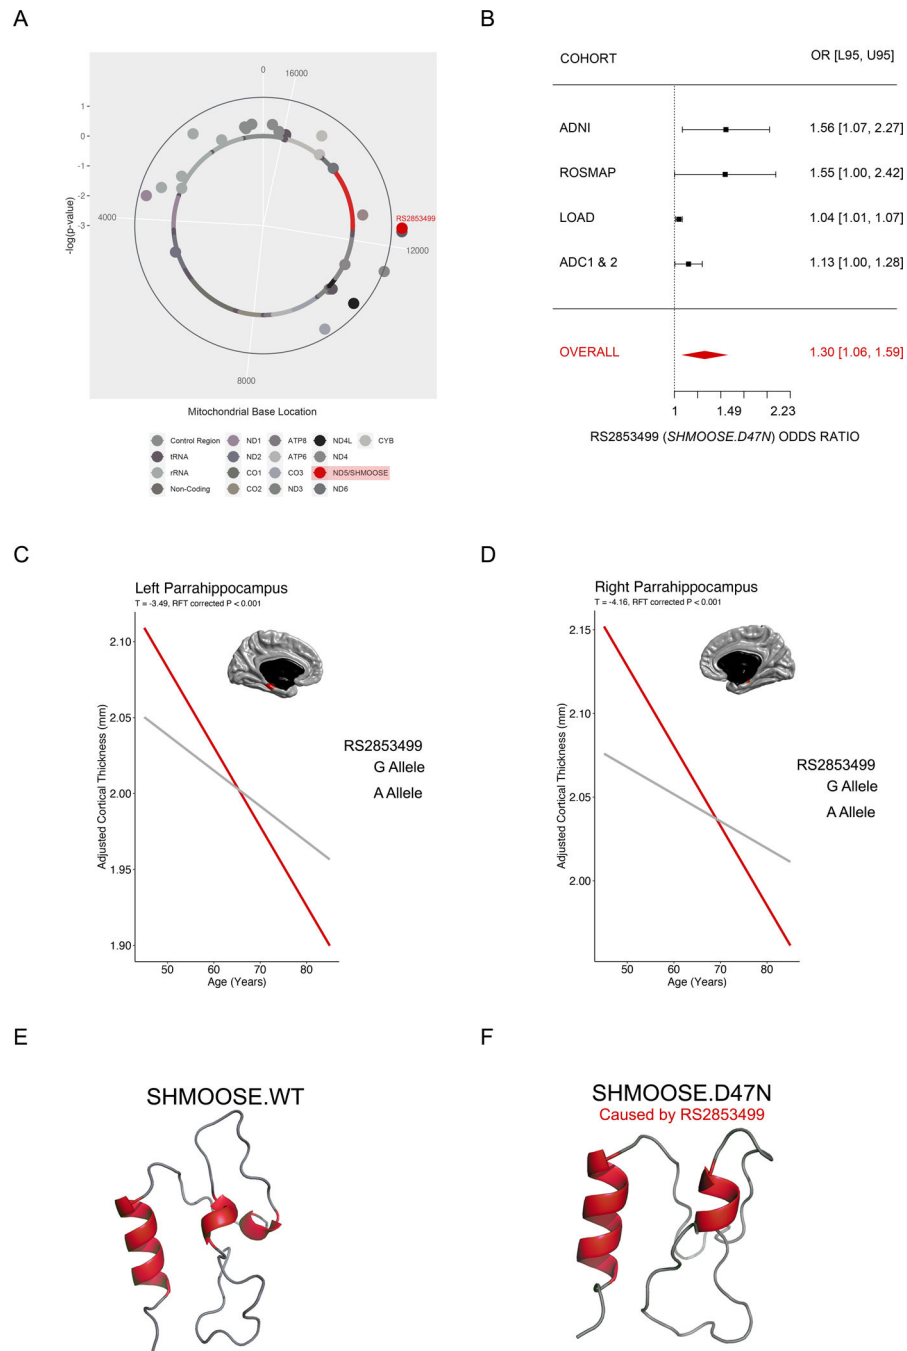 A
0
16000
1
0
-1
-2
-3
-log(p-value)
4000
RS2853499
12000
8000
Mitochondrial Base Location
Control Region
ND1
ATP8
ND4L
CYB
tRNA
ND2
ATP6
ND4
rRNA
CO1
CO3
ND5/SHMOOSE
Non-Coding
CO2
ND3
ND6
B
COHORT
OR [L95, U95]
ADNI
1.56 [1.07, 2.27]
ROSMAP
1.55 [1.00, 2.42]
LOAD
1.04 [1.01, 1.07]
ADC1 & 2
1.13 [1.00, 1.28]
OVERALL
1.30 [1.06, 1.59]
1
1.49
2.23
RS2853499 (SHMOOSE.D47N) ODDS RATIO
C
Left Parrahippocampus
T = -3.49, RFT corrected P < 0.001
2.10
2.05
2.00
1.95
1.90
Adjusted Cortical Thickness (mm)
RS2853499
G Allele
A Allele
50
60
70
80
Age (Years)
D
Right Parrahippocampus
T = -4.16, RFT corrected P < 0.001
2.15
2.10
2.05
2.00
Adjusted Cortical Thickness (mm)
RS2853499
G Allele
A Allele
50
60
70
80
Age (Years)
E
SHMOOSE.WT
F
SHMOOSE.D47N
Caused by RS2853499